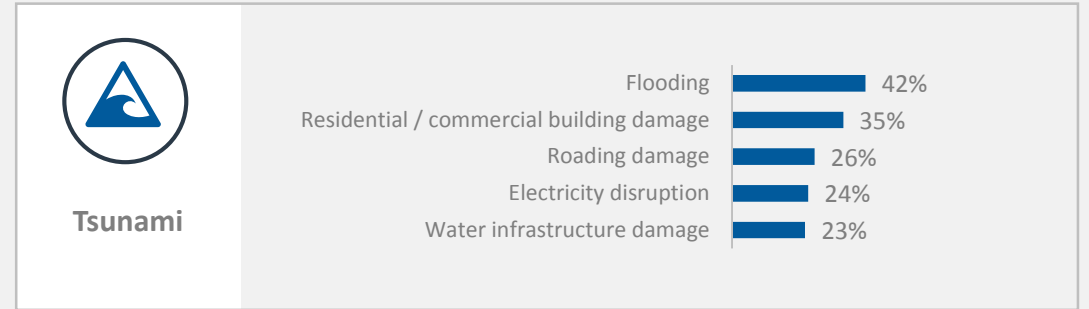 Tsunami
Flooding 42%
Residential / commercial building damage 35%
Roading damage 26%
Electricity disruption 24%
Water infrastructure damage 23%